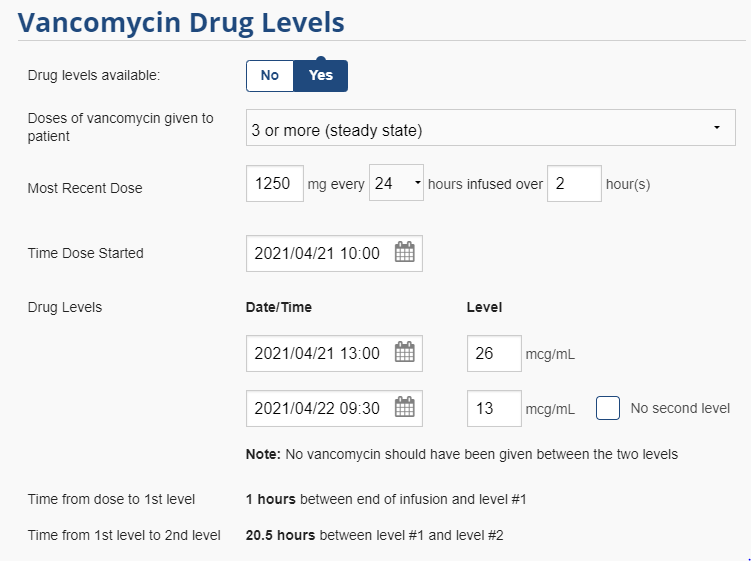 Vancomycin Drug Levels
Drug levels available: No Yes
Doses of vancomycin given to
patient
3 or more (steady state)
Most Recent Dose 1250 mg every 24 hours infused over 2 hour(s)
Time Dose Started 2021/04/21 10:00
Drug Levels Date/Time Level
2021/04/21 13:00 26 mcg/mL
2021/04/22 09:30 13 mcg/mL No second level
Note: No vancomycin should have been given between the two levels
Time from dose to 1st level 1 hours between end of infusion and level #1
Time from 1st level to 2nd level 20.5 hours between level #1 and level #2